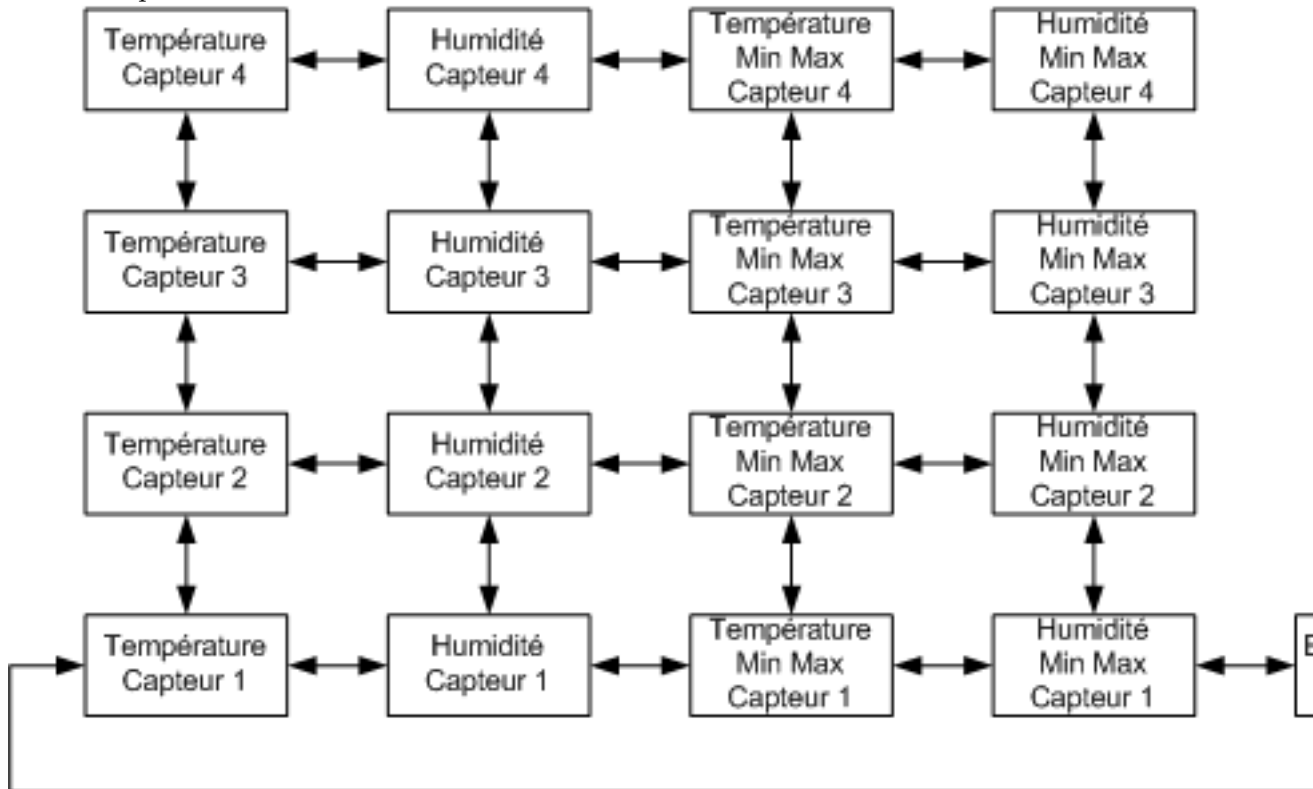 Température
Capteur 4
Humidité
Capteur 4
Température
Min Max
Capteur 4
Humidité
Min Max
Capteur 4
Température
Capteur 3
Humidité
Capteur 3
Température
Min Max
Capteur 3
Humidité
Min Max
Capteur 3
Température
Capteur 2
Humidité
Capteur 2
Température
Min Max
Capteur 2
Humidité
Min Max
Capteur 2
Température
Capteur 1
Humidité
Capteur 1
Température
Min Max
Capteur 1
Humidité
Min Max
Capteur 1